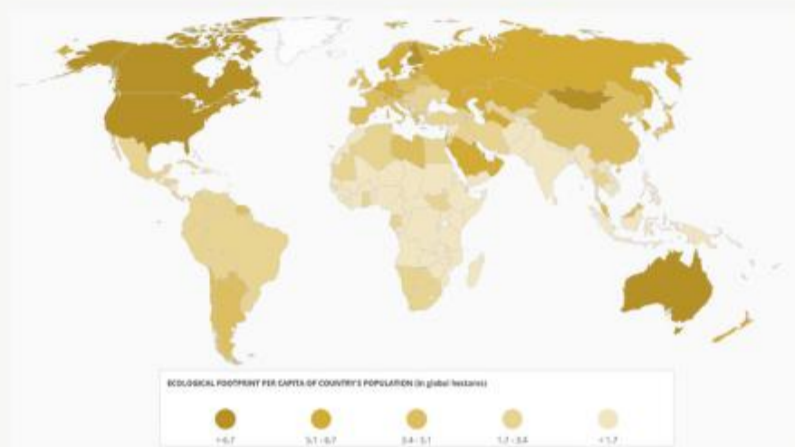 ECOLOGICAL FOOTPRINT PER CAPITA OF COUNTRY'S POPULATION (in global hectares)
>6.7 5.1 - 6.7 3.4 - 5.1 1.7 - 3.4 <1.7